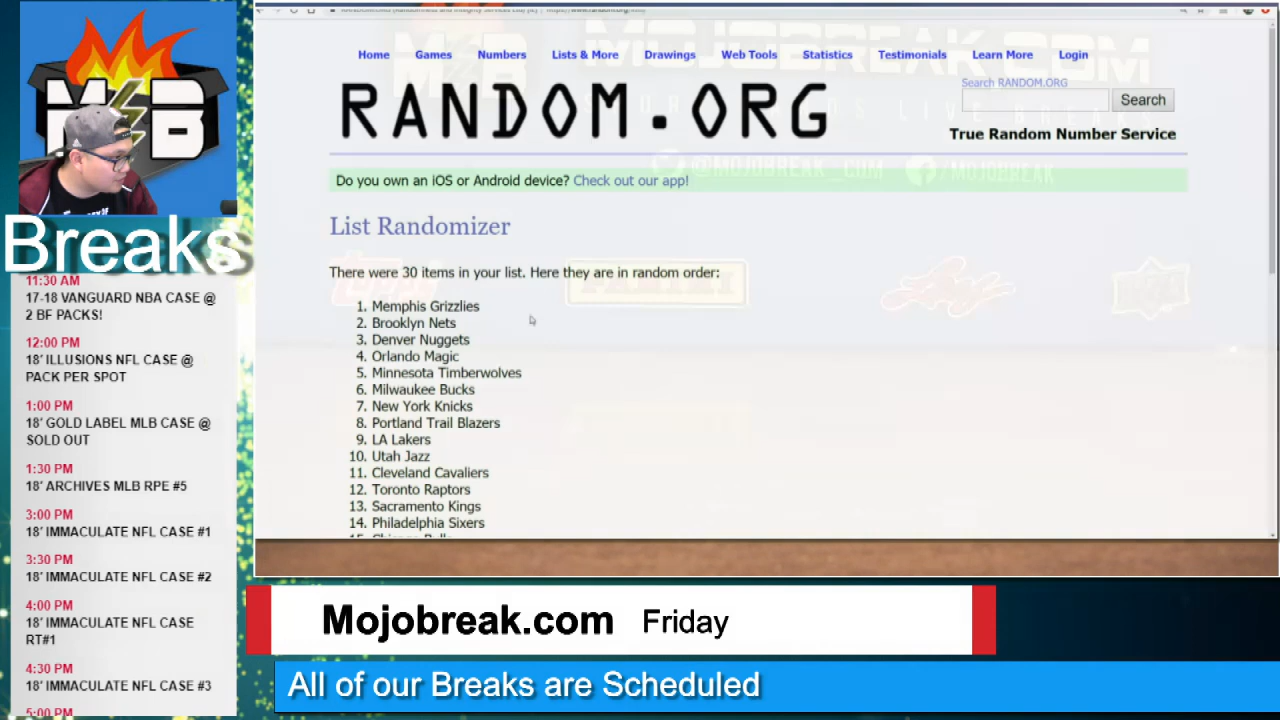 M B
Breaks
11:30 AM
17-18 VANGUARD NBA CASE @
2 BF PACKS!
12:00 PM
18' ILLUSIONS NFL CASE @
PACK PER SPOT
1:00 PM
18' GOLD LABEL MLB CASE @
SOLD OUT
1:30 PM
18' ARCHIVES MLB RPE #5
3:00 PM
18' IMMACULATE NFL CASE #1
3:30 PM
18' IMMACULATE NFL CASE #2
4:00 PM
18' IMMACULATE NFL CASE
RT#1
4:30 PM
18' IMMACULATE NFL CASE #3
5:00 PM
Home Games Numbers Lists & More Drawings Web Tools Statistics Testimonials Learn More Login
MOJOBREAK.COM
RANDOM.ORG
Search RANDOM.ORG
Search
LIVE BREAKS
True Random Number Service
@MOJOBREAK_COM /MOJOBREAK
Do you own an iOS or Android device? Check out our app!
List Randomizer
There were 30 items in your list. Here they are in random order:
1. Memphis Grizzlies
2. Brooklyn Nets
3. Denver Nuggets
4. Orlando Magic
5. Minnesota Timberwolves
6. Milwaukee Bucks
7. New York Knicks
8. Portland Trail Blazers
9. LA Lakers
10. Utah Jazz
11. Cleveland Cavaliers
12. Toronto Raptors
13. Sacramento Kings
14. Philadelphia Sixers
15. Chicago Bulls
Mojobreak.com Friday
All of our Breaks are Scheduled